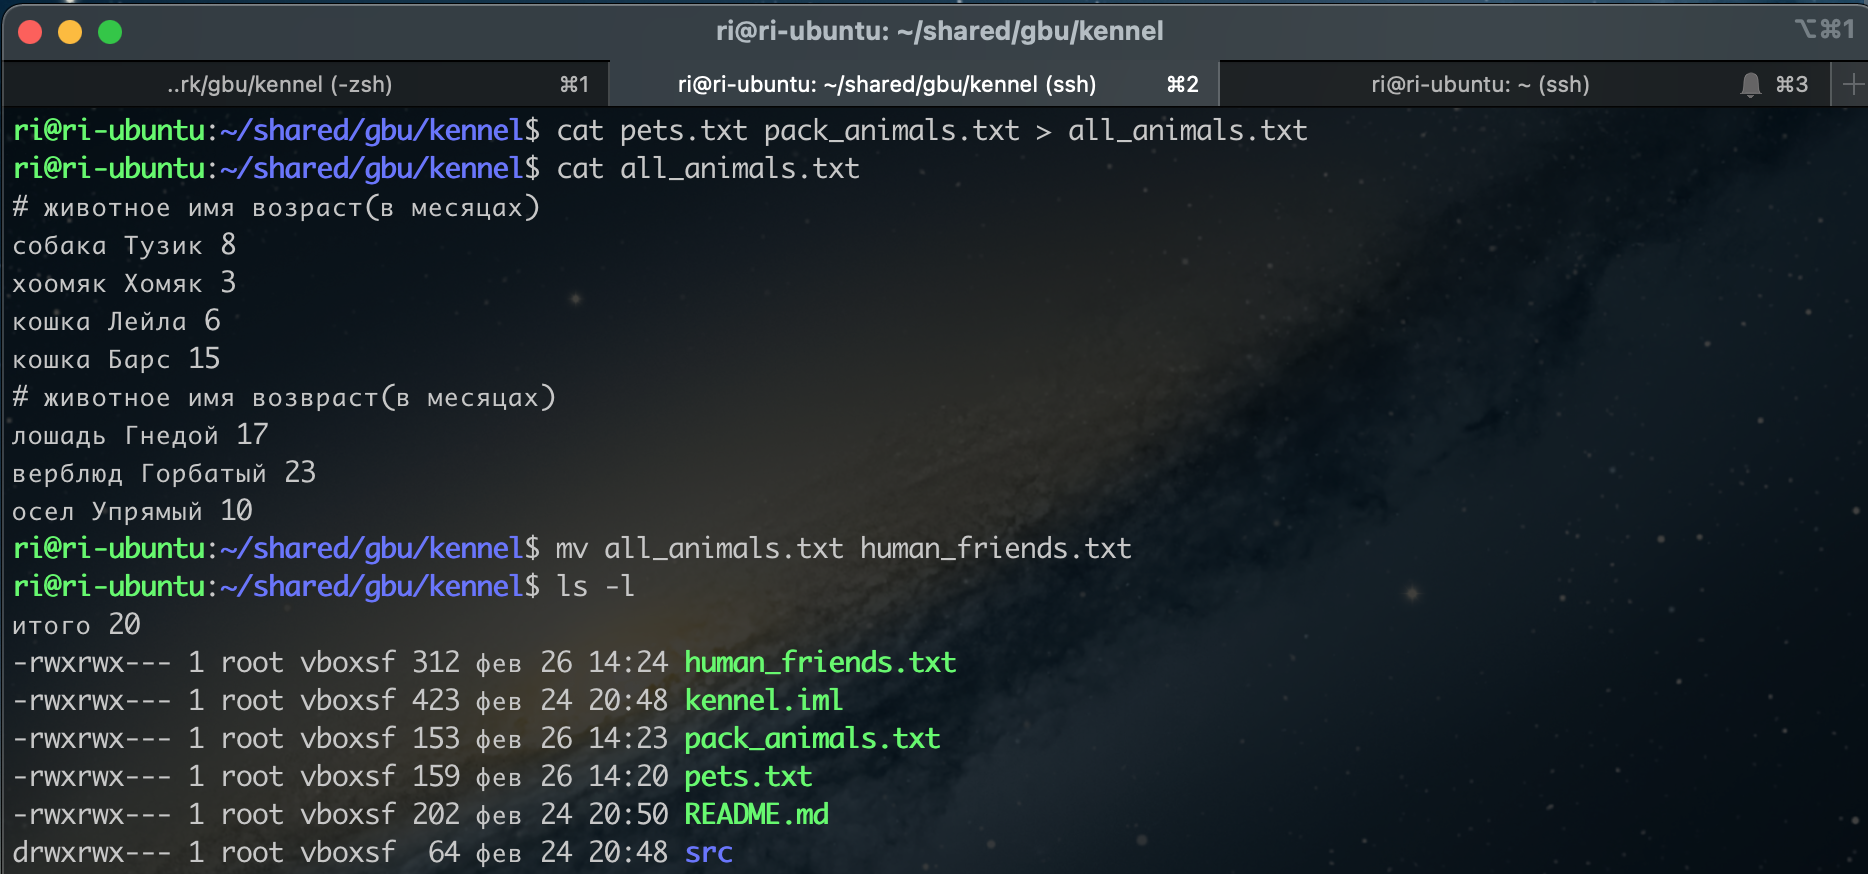 ri@ri-ubuntu: ~/shared/gbu/kennel
⌥⌘1
..rk/gbu/kennel (-zsh) ⌘1 ri@ri-ubuntu: ~/shared/gbu/kennel (ssh) ⌘2 ri@ri-ubuntu: ~ (ssh) ⌘3 +
ri@ri-ubuntu:~/shared/gbu/kennel$ cat pets.txt pack_animals.txt > all_animals.txt
ri@ri-ubuntu:~/shared/gbu/kennel$ cat all_animals.txt
# животное имя возраст(в месяцах)
собака Тузик 8
хоомяк Хомяк 3
кошка Лейла 6
кошка Барс 15
# животное имя возвраст(в месяцах)
лошадь Гнедой 17
верблюд Горбатый 23
осел Упрямый 10
ri@ri-ubuntu:~/shared/gbu/kennel$ mv all_animals.txt human_friends.txt
ri@ri-ubuntu:~/shared/gbu/kennel$ ls -l
итого 20
-rwxrwx--- 1 root vboxsf 312 фев 26 14:24 human_friends.txt
-rwxrwx--- 1 root vboxsf 423 фев 24 20:48 kennel.iml
-rwxrwx--- 1 root vboxsf 153 фев 26 14:23 pack_animals.txt
-rwxrwx--- 1 root vboxsf 159 фев 26 14:20 pets.txt
-rwxrwx--- 1 root vboxsf 202 фев 24 20:50 README.md
drwxrwx--- 1 root vboxsf  64 фев 24 20:48 src